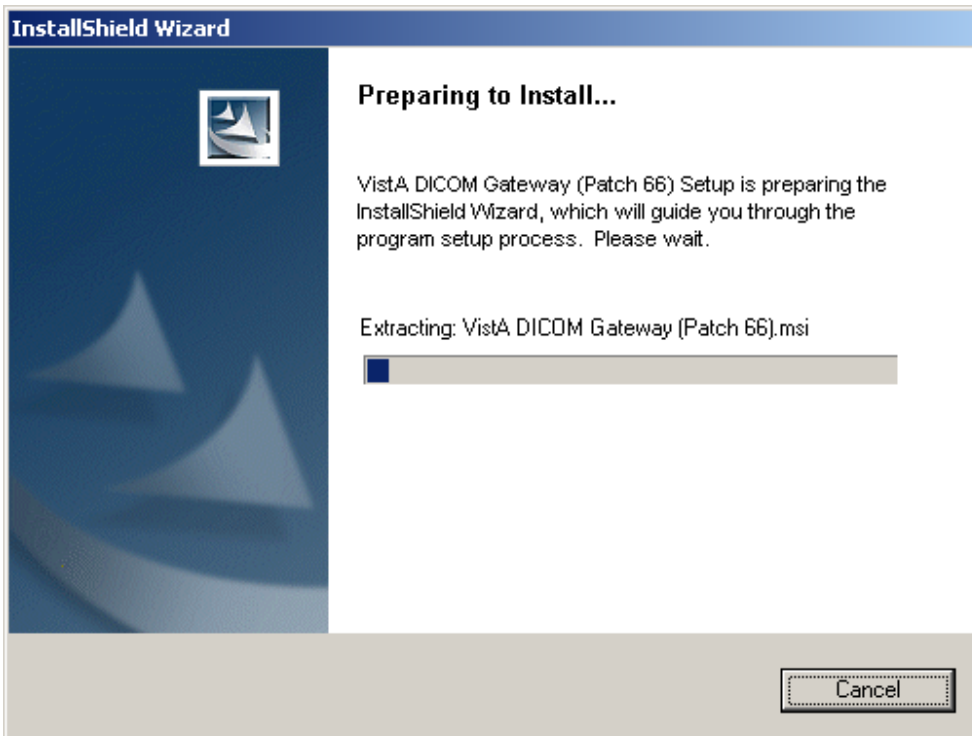 InstallShield Wizard
Preparing to Install...
VistA DICOM Gateway (Patch 66) Setup is preparing the
InstallShield Wizard, which will guide you through the
program setup process.  Please wait.
Extracting: VistA DICOM Gateway (Patch 66).msi
Cancel